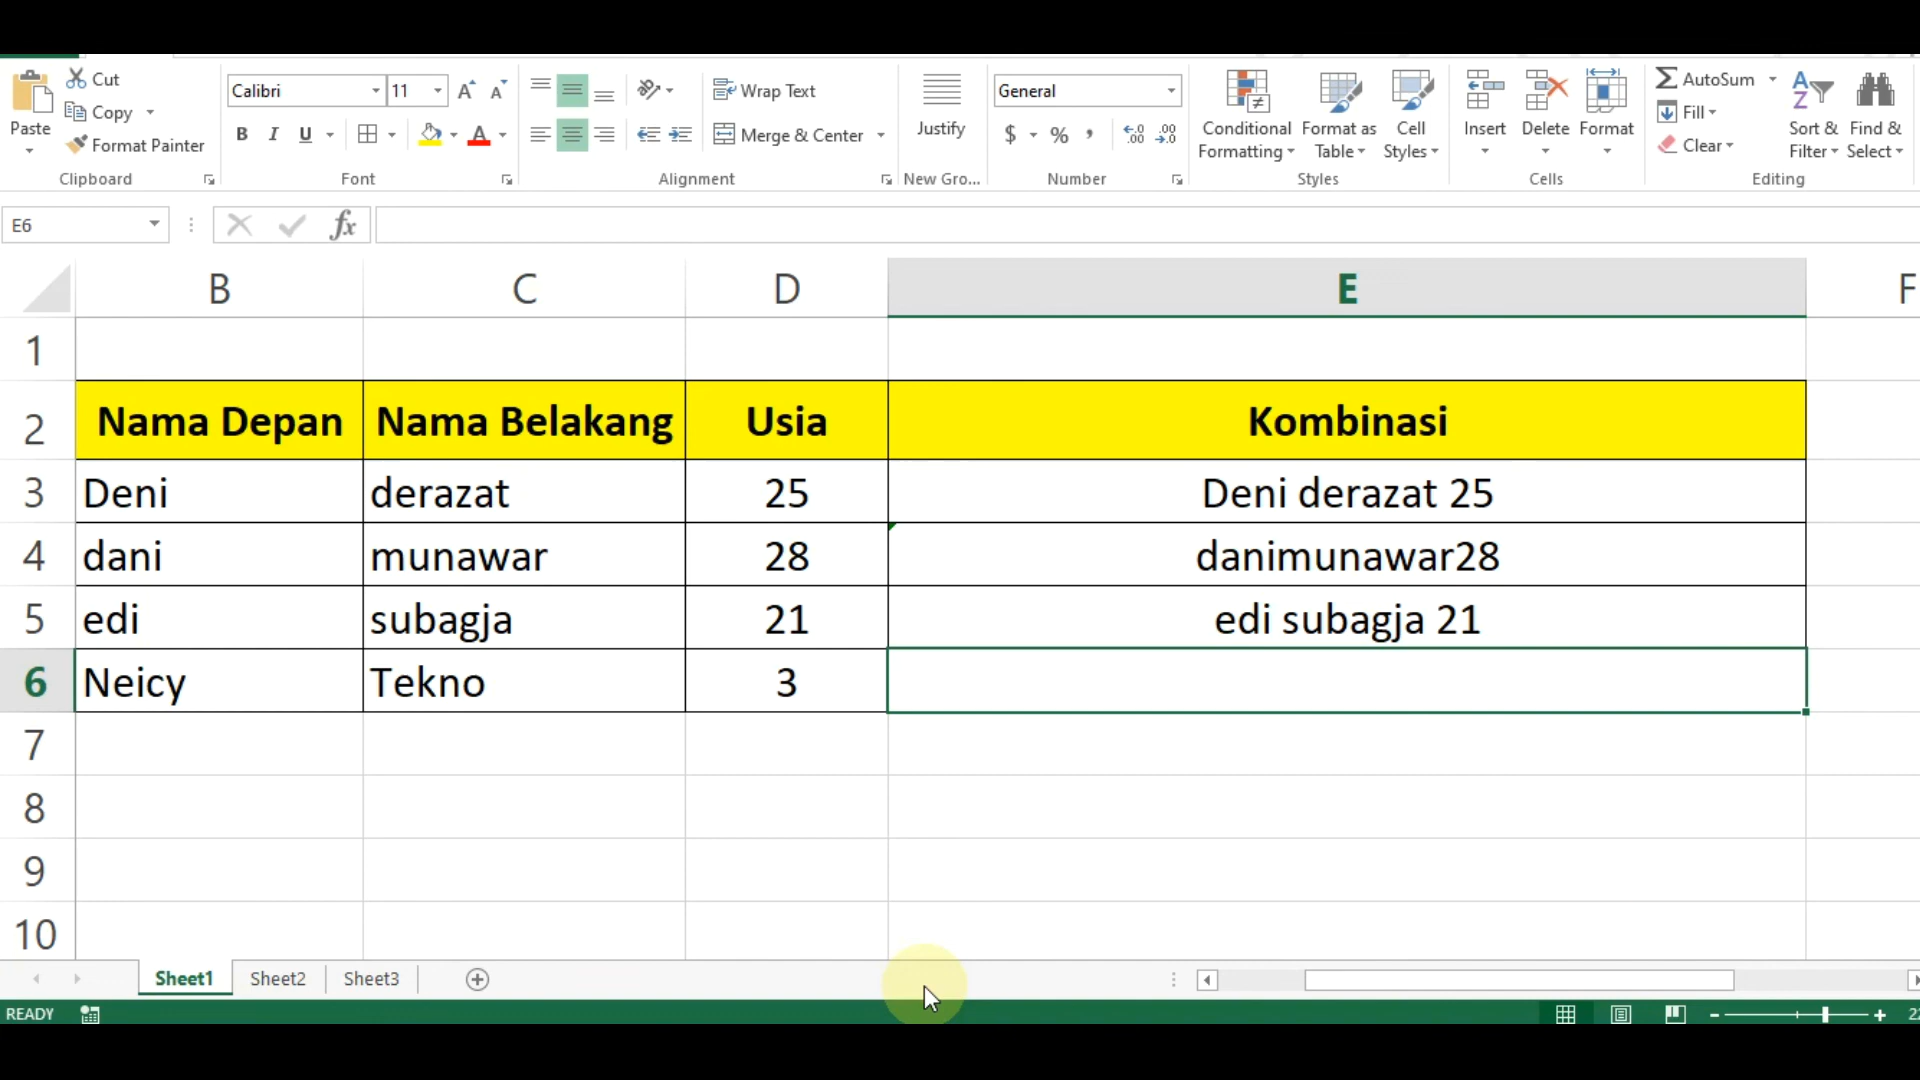 Cut
Copy
Paste
Format Painter
Clipboard
Calibri 11 A A
B I U A
Font
Wrap Text
Merge & Center
Alignment
Justify
New Gro...
General
$ % , .00 .00
Number
Conditional Formatting
Format as Table
Cell Styles
Styles
Insert Delete Format
Cells
AutoSum
Fill
Clear
Sort & Filter
Find & Select
Editing
E6 fx
B C D E F
1
2 Nama Depan Nama Belakang Usia Kombinasi
3 Deni derazat 25 Deni derazat 25
4 dani munawar 28 danimunawar28
5 edi subagja 21 edi subagja 21
6 Neicy Tekno 3
7
8
9
10
Sheet1 Sheet2 Sheet3
READY